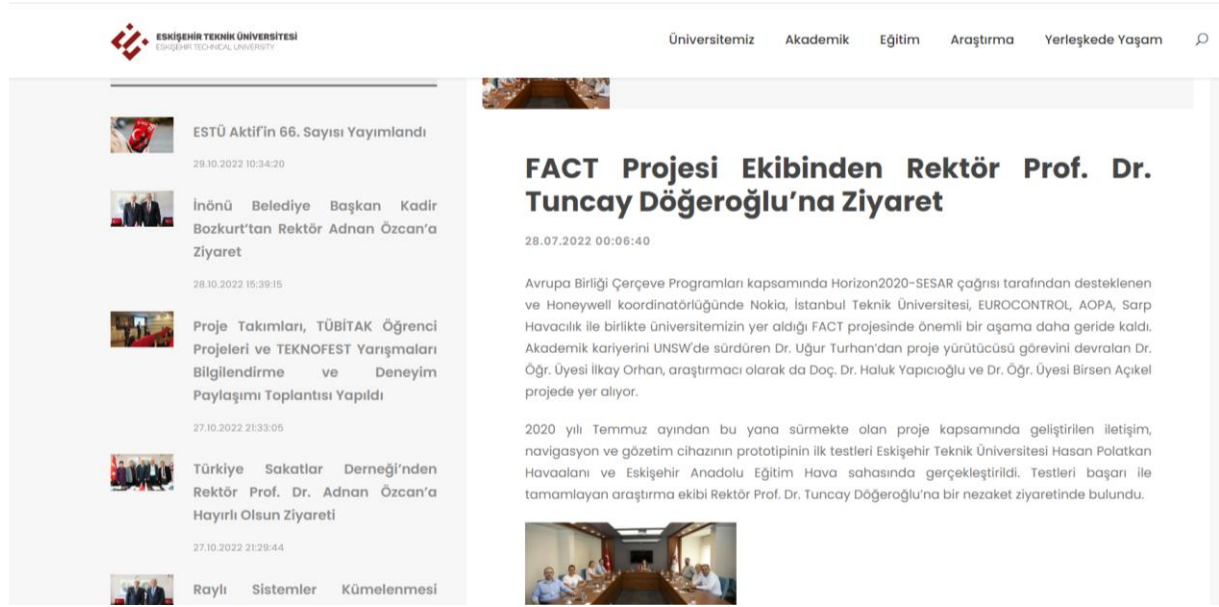 ESKİŞEHİR TEKNİK ÜNİVERSİTESİ
ESKİŞEHİR TECHNICAL UNIVERSITY
Üniversitemiz Akademik Eğitim Araştırma Yerleşkede Yaşam
ESTÜ Aktif'in 66. Sayısı Yayımlandı
29.10.2022 10:34:20
İnönü Belediye Başkan Kadir
Bozkurt'tan Rektör Adnan Özcan'a
Ziyaret
28.10.2022 15:39:15
Proje Takımları, TÜBİTAK Öğrenci
Projeleri ve TEKNOFEST Yarışmaları
Bilgilendirme ve Deneyim
Paylaşımı Toplantısı Yapıldı
27.10.2022 21:33:05
Türkiye Sakatlar Derneği'nden
Rektör Prof. Dr. Adnan Özcan'a
Hayırlı Olsun Ziyareti
27.10.2022 21:29:44
Raylı Sistemler Kümelenmesi
FACT Projesi Ekibinden Rektör Prof. Dr.
Tuncay Döğeroğlu'na Ziyaret
28.07.2022 00:06:40
Avrupa Birliği Çerçeve Programları kapsamında Horizon2020-SESAR çağrısı tarafından desteklenen
ve Honeywell koordinatörlüğünde Nokia, İstanbul Teknik Üniversitesi, EUROCONTROL, AOPA, Sarp
Havacılık ile birlikte üniversitemizin yer aldığı FACT projesinde önemli bir aşama daha geride kaldı.
Akademik kariyerini UNSW'de sürdüren Dr. Uğur Turhan'dan proje yürütücüsü görevini devralan Dr.
Öğr. Üyesi İlkay Orhan, araştırmacı olarak da Doç. Dr. Haluk Yapıcıoğlu ve Dr. Öğr. Üyesi Birsen Açıkel
projede yer alıyor.
2020 yılı Temmuz ayından bu yana sürmekte olan proje kapsamında geliştirilen iletişim,
navigasyon ve gözetim cihazının prototipinin ilk testleri Eskişehir Teknik Üniversitesi Hasan Polatkan
Havaalanı ve Eskişehir Anadolu Eğitim Hava sahasında gerçekleştirildi. Testleri başarı ile
tamamlayan araştırma ekibi Rektör Prof. Dr. Tuncay Döğeroğlu'na bir nezaket ziyaretinde bulundu.